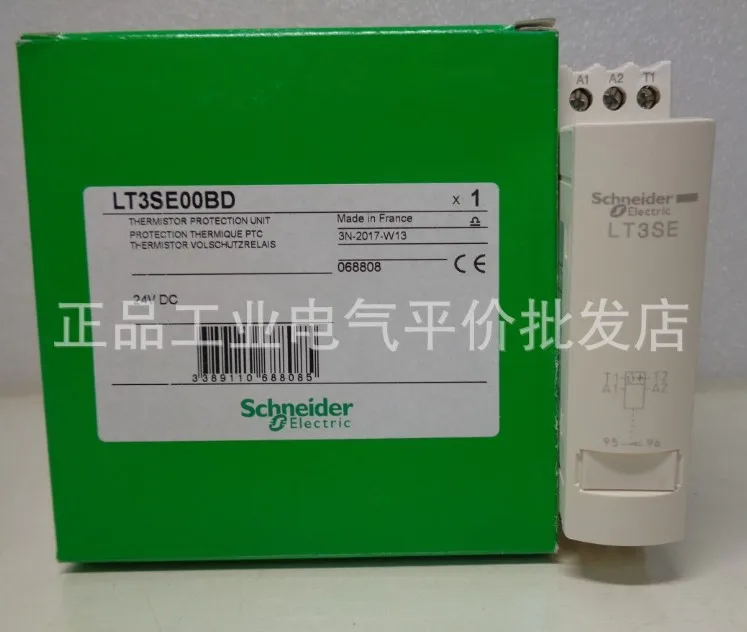 LT3SE00BD
x 1
THERMISTOR PROTECTION UNIT
PROTECTION THERMIQUE PTC
THERMISTOR VOLSCHUTZRELAIS
Made in France
3N-2017-W13
068808
CE
24V DC
正品工业电气平价批发店
3 389110 688085
Schneider
Electric
A1 A2 T1
Schneider
Electric
LT3SE
T1 T2
A1 A2
95 96